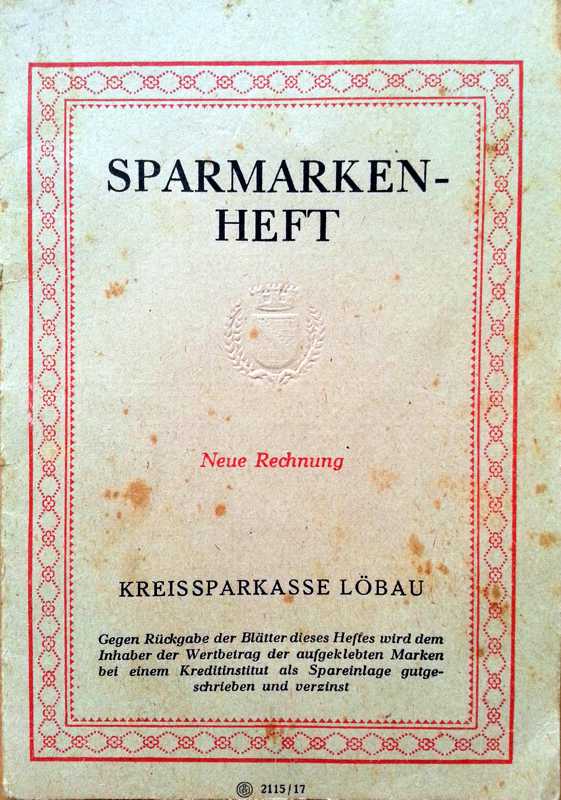 SPARMARKEN-
HEFT
Neue Rechnung
KREISSPARKASSE LÖBAU
Gegen Rückgabe der Blätter dieses Heftes wird dem
Inhaber der Wertbeitrag der aufgeklebten Marken
bei einem Kreditinstitut als Spareinlage gutge-
schrieben und verzinst
2115/17